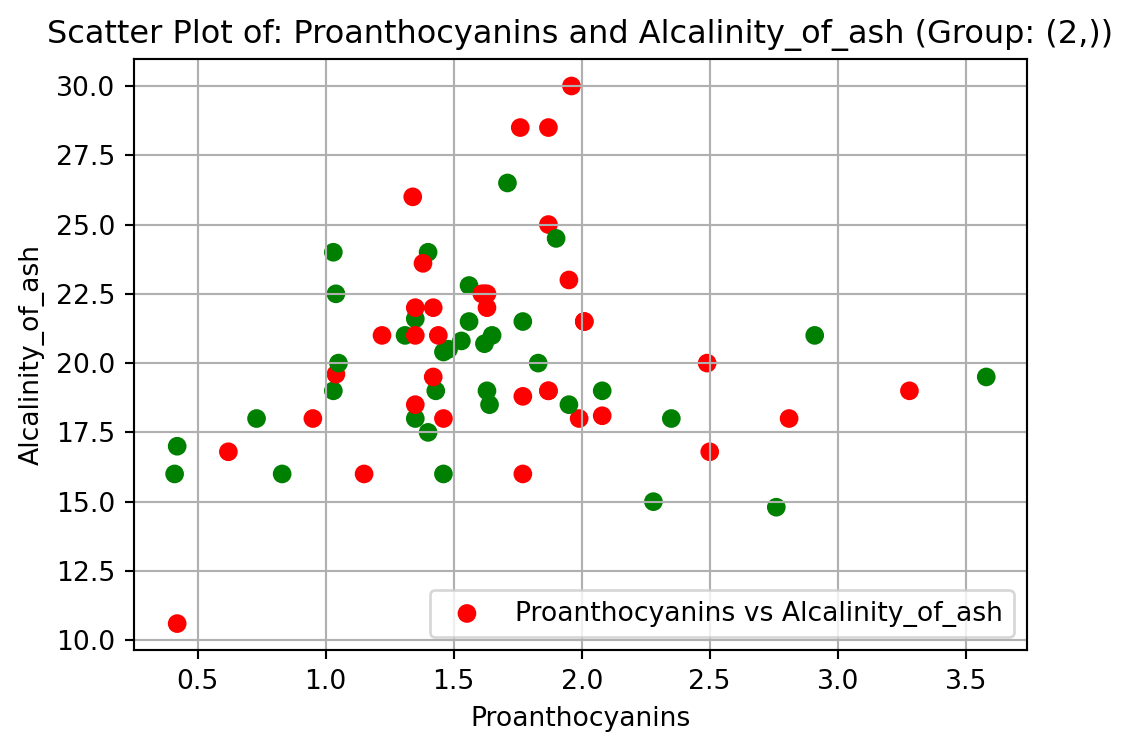 Scatter Plot of: Proanthocyanins and Alcalinity_of_ash (Group: (2,))
30.0
27.5
25.0
22.5
20.0
17.5
15.0
12.5
10.0
Alcalinity_of_ash
Proanthocyanins vs Alcalinity_of_ash
0.5 1.0 1.5 2.0 2.5 3.0 3.5
Proanthocyanins